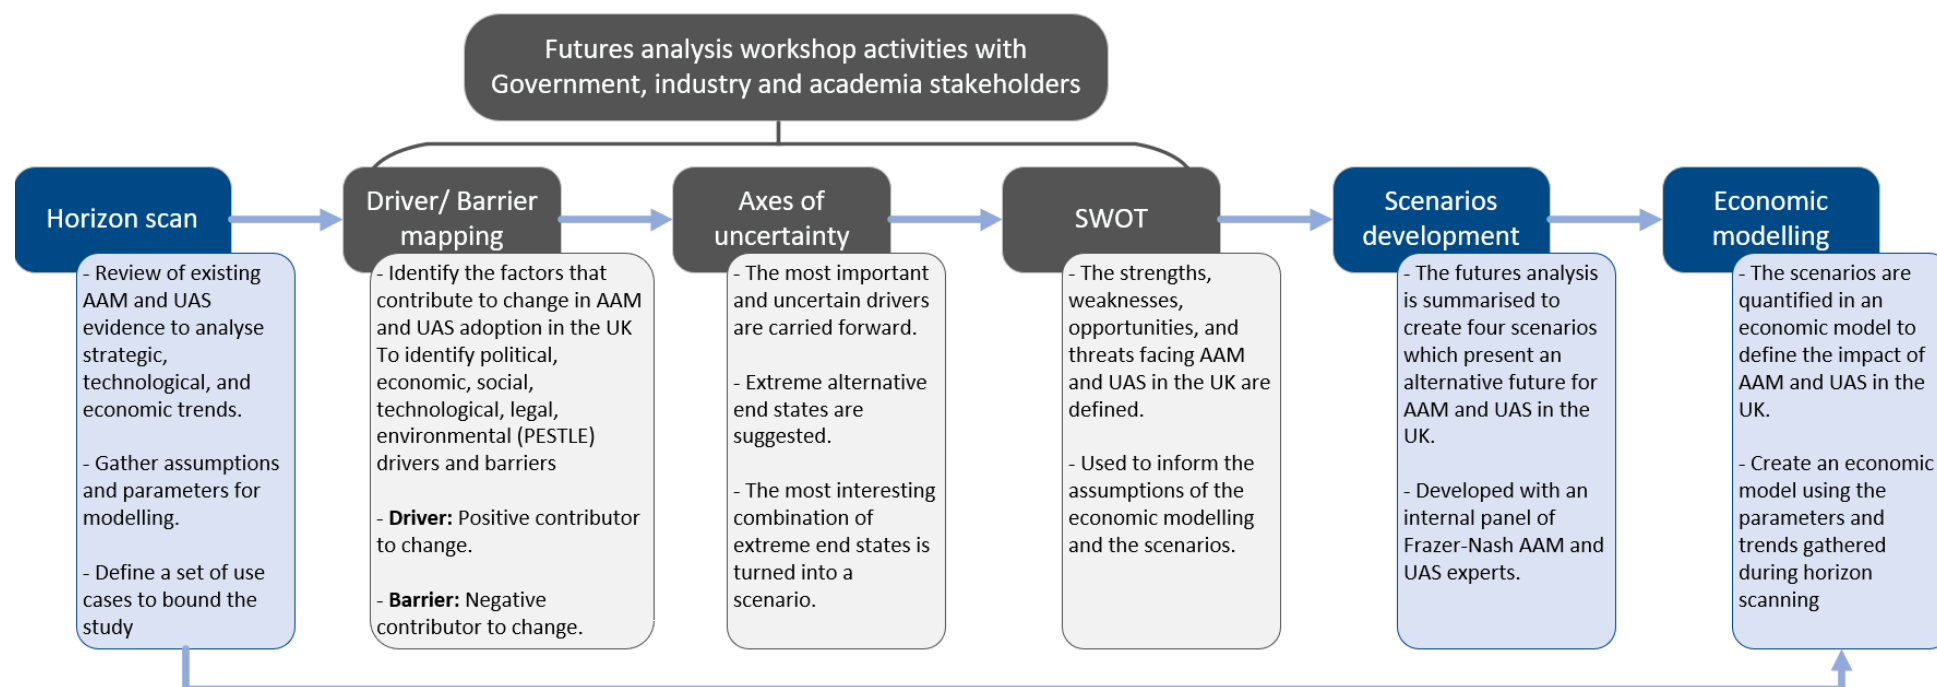 Futures analysis workshop activities with
Government, industry and academia stakeholders
Horizon scan
- Review of existing
AAM and UAS
evidence to analyse
strategic,
technological, and
economic trends.
- Gather assumptions
and parameters for
modelling.
- Define a set of use
cases to bound the
study
Driver/ Barrier
mapping
- Identify the factors that
contribute to change in AAM
and UAS adoption in the UK
To identify political,
economic, social,
technological, legal,
environmental (PESTLE)
drivers and barriers
- Driver: Positive contributor
to change.
- Barrier: Negative
contributor to change.
Axes of
uncertainty
- The most important
and uncertain drivers
are carried forward.
- Extreme alternative
end states are
suggested.
- The most interesting
combination of
extreme end states is
turned into a
scenario.
SWOT
- The strengths,
weaknesses,
opportunities, and
threats facing AAM
and UAS in the UK are
defined.
- Used to inform the
assumptions of the
economic modelling
and the scenarios.
Scenarios
development
- The futures analysis
is summarised to
create four scenarios
which present an
alternative future for
AAM and UAS in the
UK.
- Developed with an
internal panel of
Frazer-Nash AAM and
UAS experts.
Economic
modelling
- The scenarios are
quantified in an
economic model to
define the impact of
AAM and UAS in the
UK.
- Create an economic
model using the
parameters and
trends gathered
during horizon
scanning